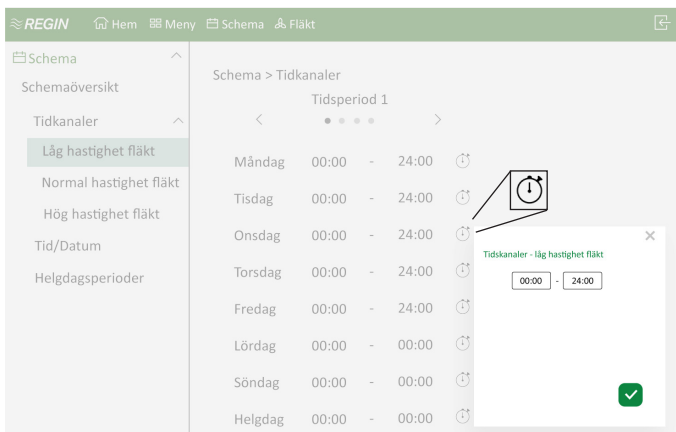 REGIN Hem Meny Schema Fläkt
Schema
Schemaöversikt
Tidkanaler
Låg hastighet fläkt
Normal hastighet fläkt
Hög hastighet fläkt
Tid/Datum
Helgdagsperioder
Schema > Tidkanaler
Tidsperiod 1
< >
Måndag 00:00 - 24:00
Tisdag 00:00 - 24:00
Onsdag 00:00 - 24:00
Torsdag 00:00 - 24:00
Fredag 00:00 - 24:00
Lördag 00:00 - 00:00
Söndag 00:00 - 00:00
Helgdag 00:00 - 00:00
Tidskanaler - låg hastighet fläkt
00:00 - 24:00